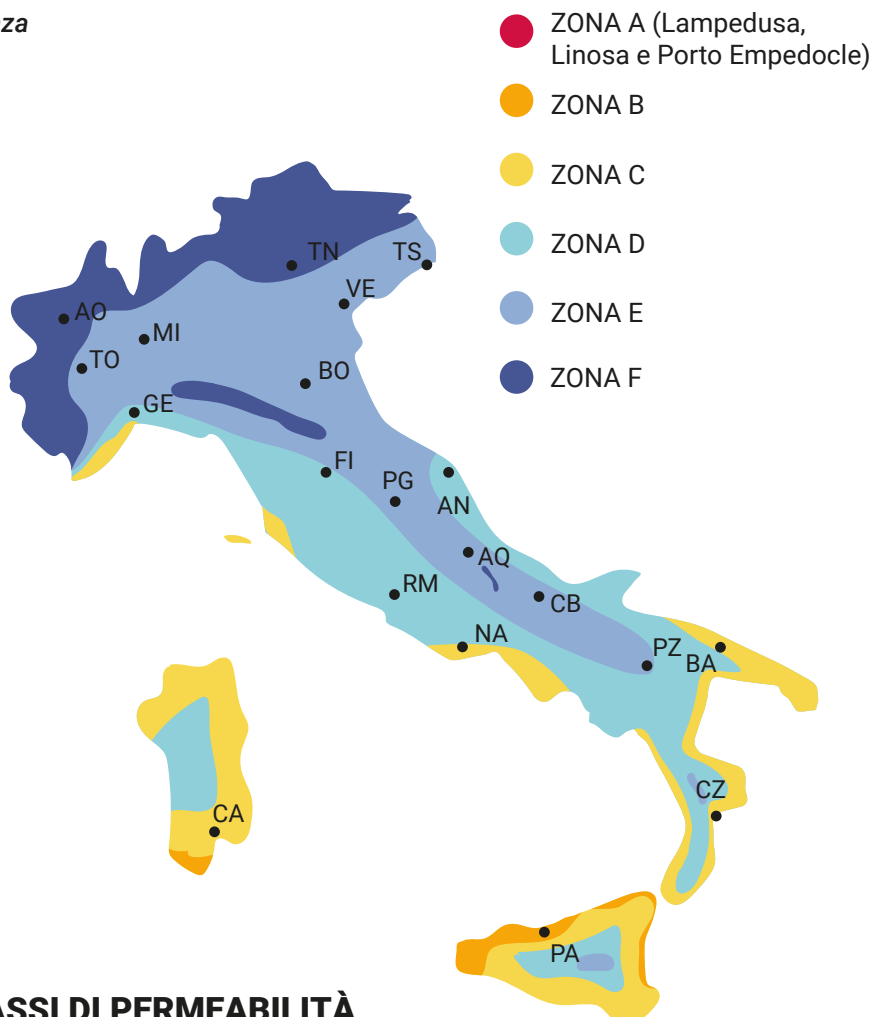 ZONA A (Lampedusa,
Linosa e Porto Empedocle)
ZONA B
ZONA C
ZONA D
ZONA E
ZONA F
TN
TS
VE
AO
MI
TO
BO
GE
FI
PG
AN
AQ
RM
CB
NA
PZ
BA
CZ
CA
PA